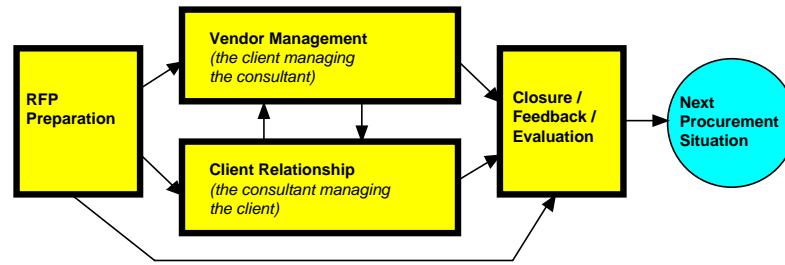 RFP
Preparation
Vendor Management
(the client managing
the consultant)
Client Relationship
(the consultant managing
the client)
Closure /
Feedback /
Evaluation
Next
Procurement
Situation